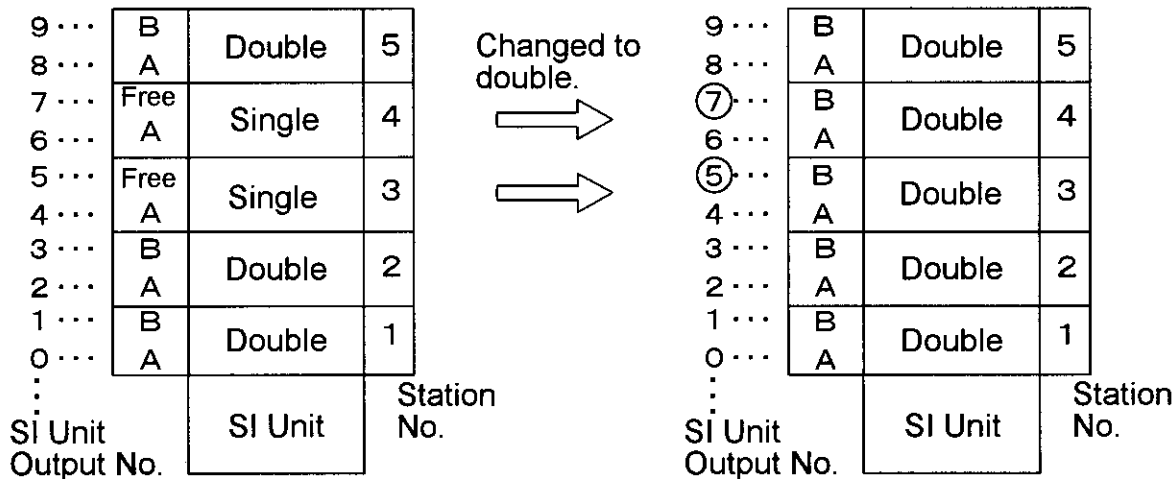 9··· B Double 5
8··· A
7··· Free Single 4
6··· A
5··· Free Single 3
4··· A
3··· B Double 2
2··· A
1··· B Double 1
0··· A
SI Unit
Output No.
SI Unit
Station
No.
Changed to
double.
9··· B Double 5
8··· A
7··· B Double 4
6··· A
5··· B Double 3
4··· A
3··· B Double 2
2··· A
1··· B Double 1
0··· A
SI Unit
Output No.
SI Unit
Station
No.